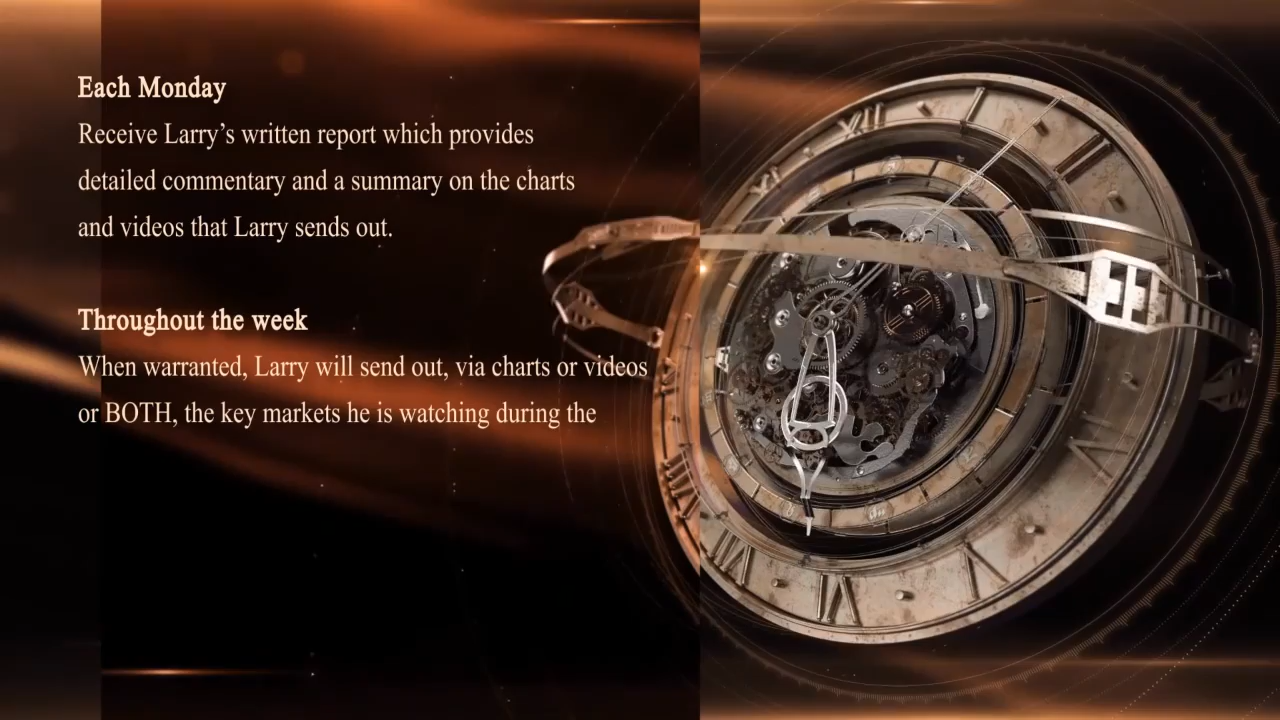 Each Monday
Receive Larry’s written report which provides
detailed commentary and a summary on the charts
and videos that Larry sends out.
Throughout the week
When warranted, Larry will send out, via charts or videos
or BOTH, the key markets he is watching during the